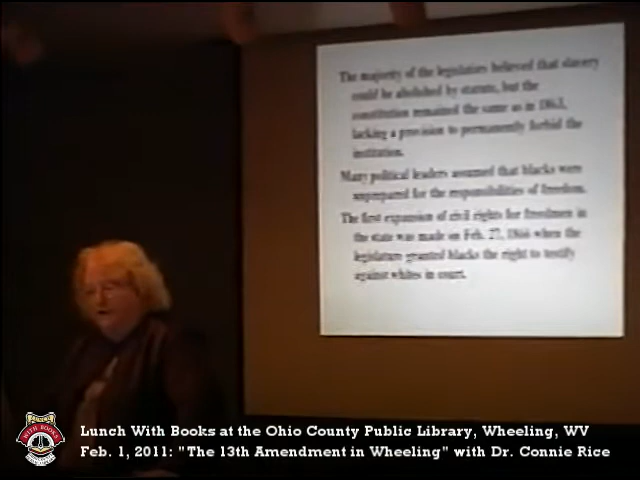 The majority of the legislators believed that slavery
could be abolished by statute, but the
constitution remained the same as in 1863,
lacking a provision to permanently forbid the
institution.
Many political leaders assumed that blacks were
unprepared for the responsibilities of freedom.
The first expansion of civil rights for freedmen in
the state was made on Feb. 27, 1866 when the
legislature granted blacks the right to testify
against whites in court.
LUNCH
WITH BOOKS
Lunch With Books at the Ohio County Public Library, Wheeling, WV
Feb. 1, 2011: "The 13th Amendment in Wheeling" with Dr. Connie Rice